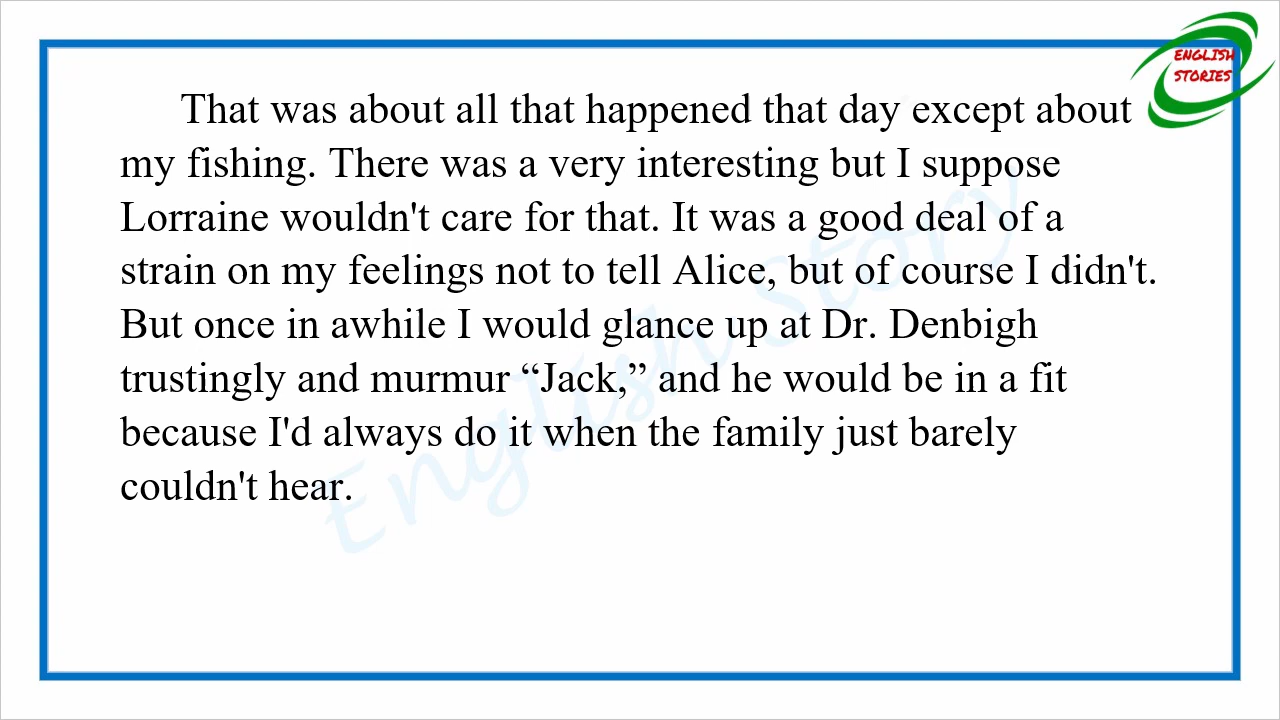 ENGLISH
STORIES
That was about all that happened that day except about
my fishing. There was a very interesting but I suppose
Lorraine wouldn't care for that. It was a good deal of a
strain on my feelings not to tell Alice, but of course I didn't.
But once in awhile I would glance up at Dr. Denbigh
trustingly and murmur “Jack,” and he would be in a fit
because I'd always do it when the family just barely
couldn't hear.
English Story